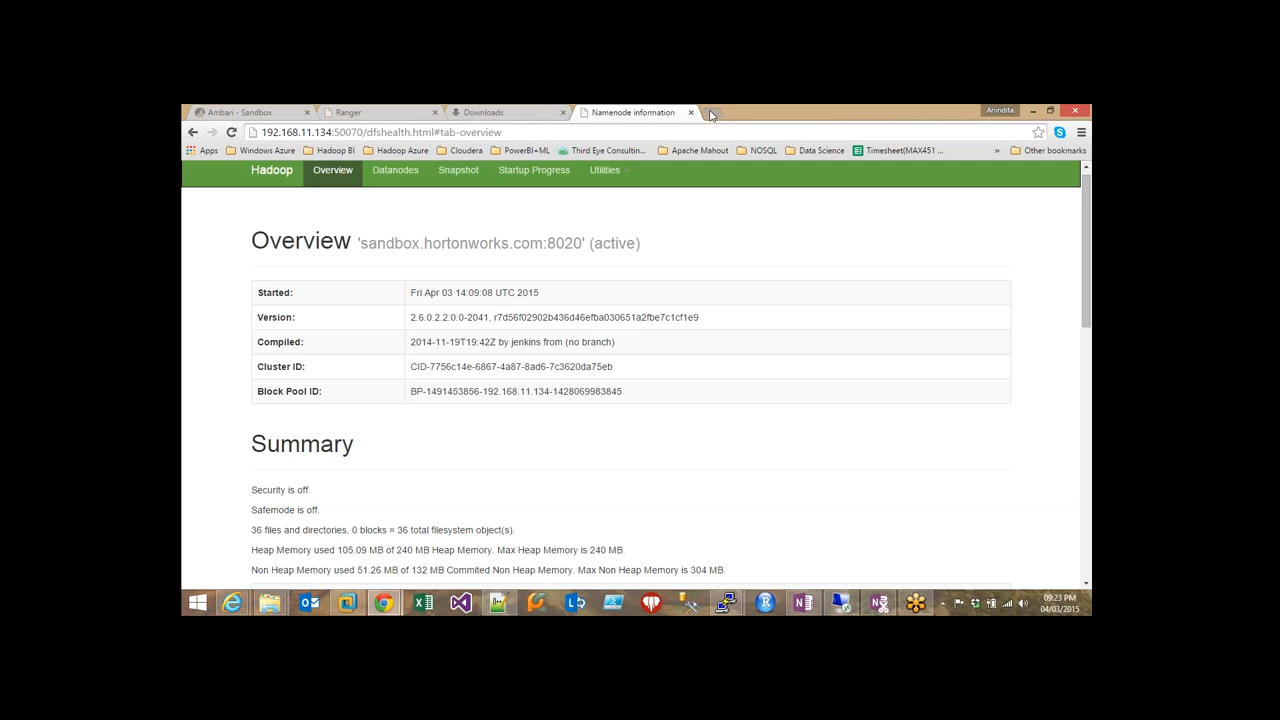 Ambari - Sandbox
Ranger
Downloads
Namenode information
Anindita
192.168.11.134:50070/dfshealth.html#tab-overview
Apps Windows Azure Hadoop BI Hadoop Azure Cloudera PowerBI+ML Third Eye Consultin... Apache Mahout NOSQL Data Science Timesheet(MAX451 ... » Other bookmarks
Hadoop Overview Datanodes Snapshot Startup Progress Utilities
Overview 'sandbox.hortonworks.com:8020' (active)
Started: Fri Apr 03 14:09:08 UTC 2015
Version: 2.6.0.2.2.0.0-2041, r7d56f02902b436d46efba030651a2fbe7c1cf1e9
Compiled: 2014-11-19T19:42Z by jenkins from (no branch)
Cluster ID: CID-7756c14e-6867-4a87-8ad6-7c3620da75eb
Block Pool ID: BP-1491453856-192.168.11.134-1428069983845
Summary
Security is off.
Safemode is off.
36 files and directories, 0 blocks = 36 total filesystem object(s).
Heap Memory used 105.09 MB of 240 MB Heap Memory. Max Heap Memory is 240 MB.
Non Heap Memory used 51.26 MB of 132 MB Commited Non Heap Memory. Max Non Heap Memory is 304 MB.
09:23 PM
04/03/2015